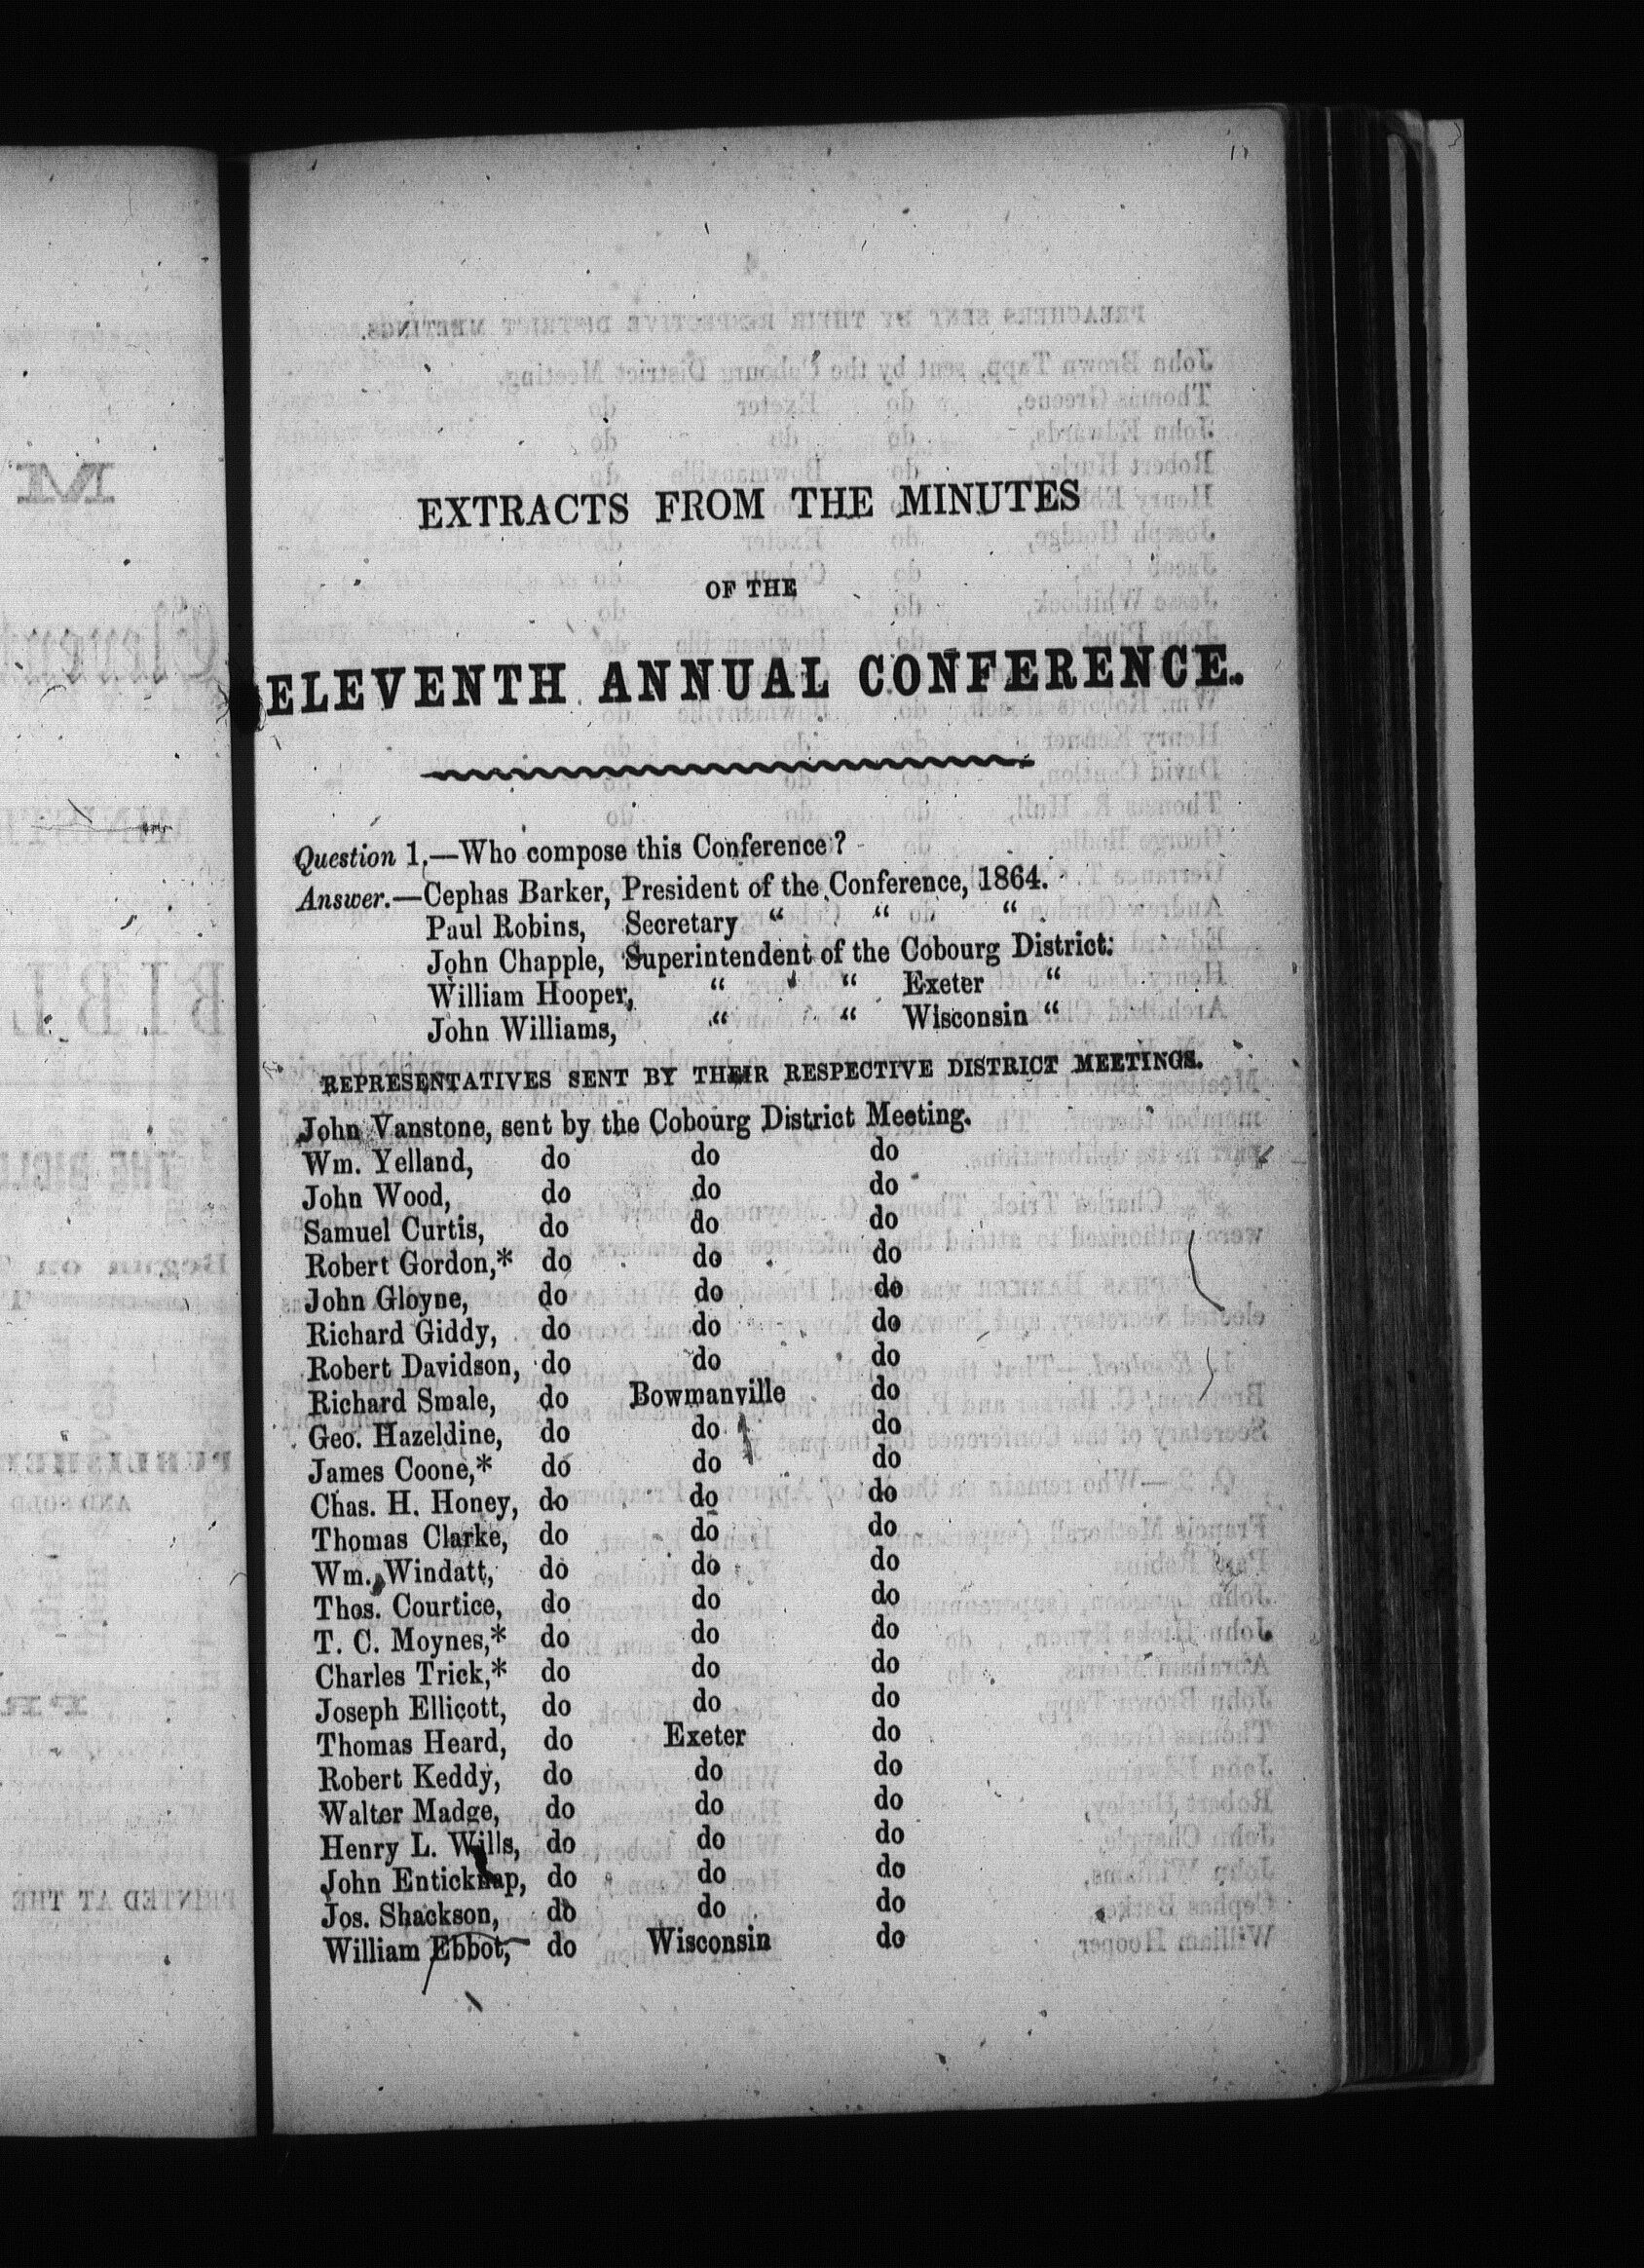 EXTRACTS FROM THE MINUTES
OF THE
ELEVENTH ANNUAL CONFERENCE.
Question 1.—Who compose this Conference?
Answer.—Cephas Barker, President of the Conference, 1864.
Paul Robins, Secretary “ “ “
John Chapple, Superintendent of the Cobourg District.
William Hooper, “ “ Exeter “
John Williams, “ “ Wisconsin “
REPRESENTATIVES SENT BY THEIR RESPECTIVE DISTRICT MEETINGS.
John Vanstone, sent by the Cobourg District Meeting.
Wm. Yelland, do do do
John Wood, do do do
Samuel Curtis, do do do
Robert Gordon,* do do do
John Gloyne, do do do
Richard Giddy, do do do
Robert Davidson, do do do
Richard Smale, do Bowmanville do
Geo. Hazeldine, do do do
James Coone,* do do do
Chas. H. Honey, do do do
Thomas Clarke, do do do
Wm. Windatt, do do do
Thos. Courtice, do do do
T. C. Moynes,* do do do
Charles Trick,* do do do
Joseph Ellicott, do do do
Thomas Heard, do Exeter do
Robert Keddy, do do do
Walter Madge, do do do
Henry L. Wills, do do do
John Enticknap, do do do
Jos. Shackson, do do do
William Ebbot, do Wisconsin do